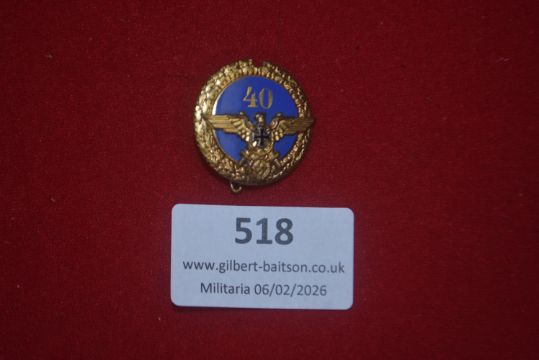 40
518
www.gilbert-baitson.co.uk
Militaria 06/02/2026